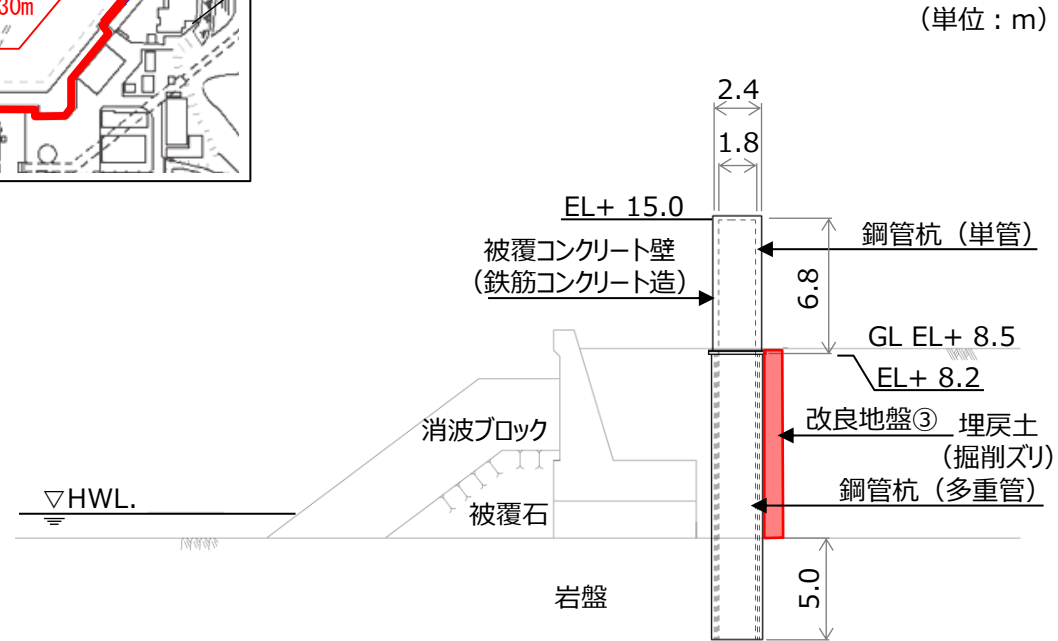 30m
(単位：m)
2.4
1.8
EL+ 15.0
鋼管杭（単管）
被覆コンクリート壁
（鉄筋コンクリート造）
6.8
GL EL+ 8.5
EL+ 8.2
改良地盤③
埋戻土
（掘削ズリ）
消波ブロック
鋼管杭（多重管）
▽HWL.
被覆石
岩盤
5.0